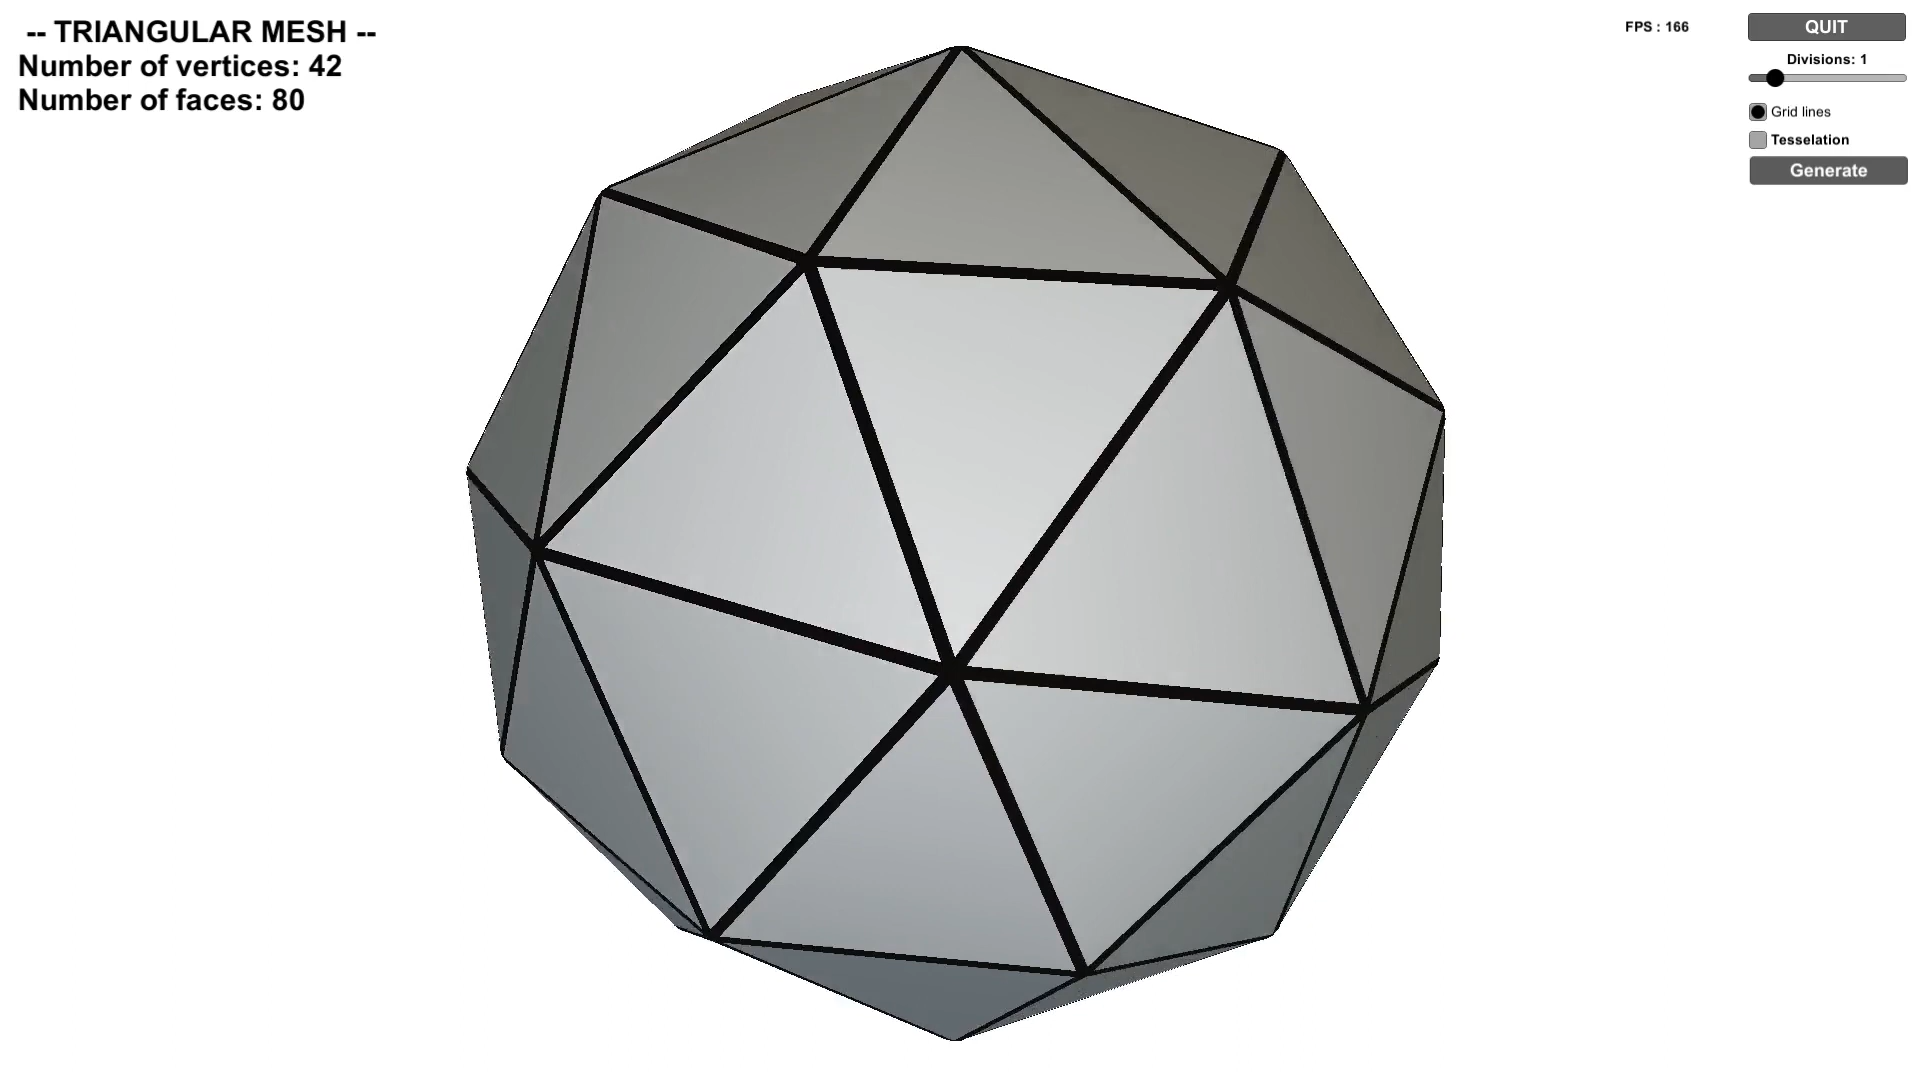 -- TRIANGULAR MESH --
Number of vertices: 42
Number of faces: 80
FPS : 166
QUIT
Divisions: 1
Grid lines
Tesselation
Generate